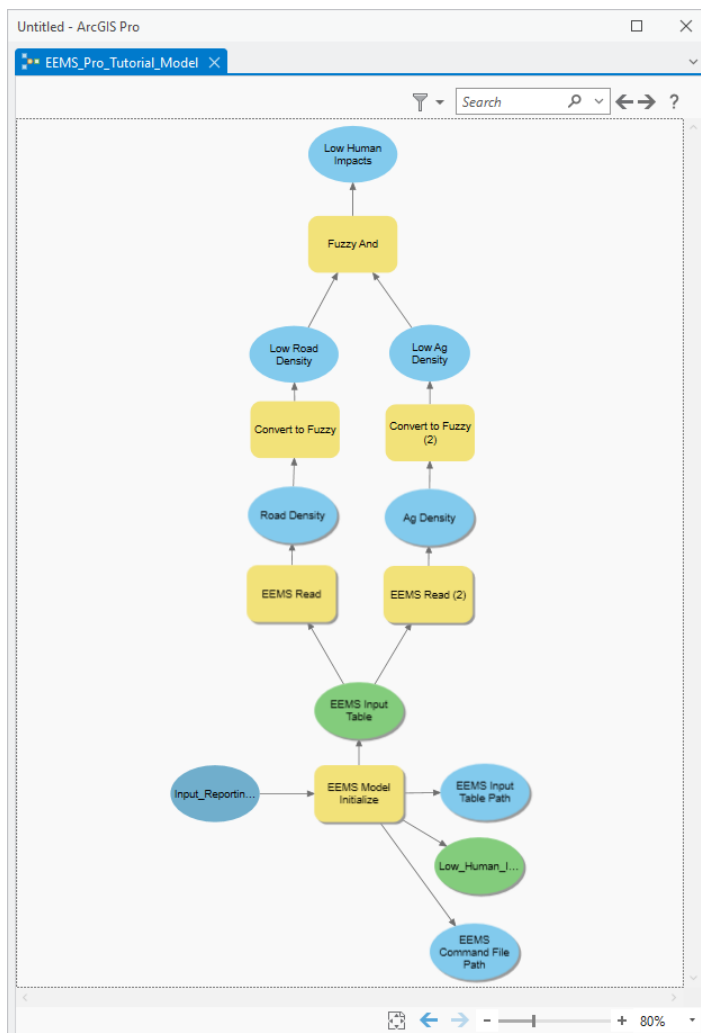 Untitled - ArcGIS Pro
EEMS_Pro_Tutorial_Model
Search
?
Low Human
Impacts
Fuzzy And
Low Road
Density
Low Ag
Density
Convert to Fuzzy
Convert to Fuzzy
(2)
Road Density
Ag Density
EEMS Read
EEMS Read (2)
EEMS Input
Table
Input_Reportin...
EEMS Model
Initialize
EEMS Input
Table Path
Low_Human_I...
EEMS
Command File
Path
- + 80%